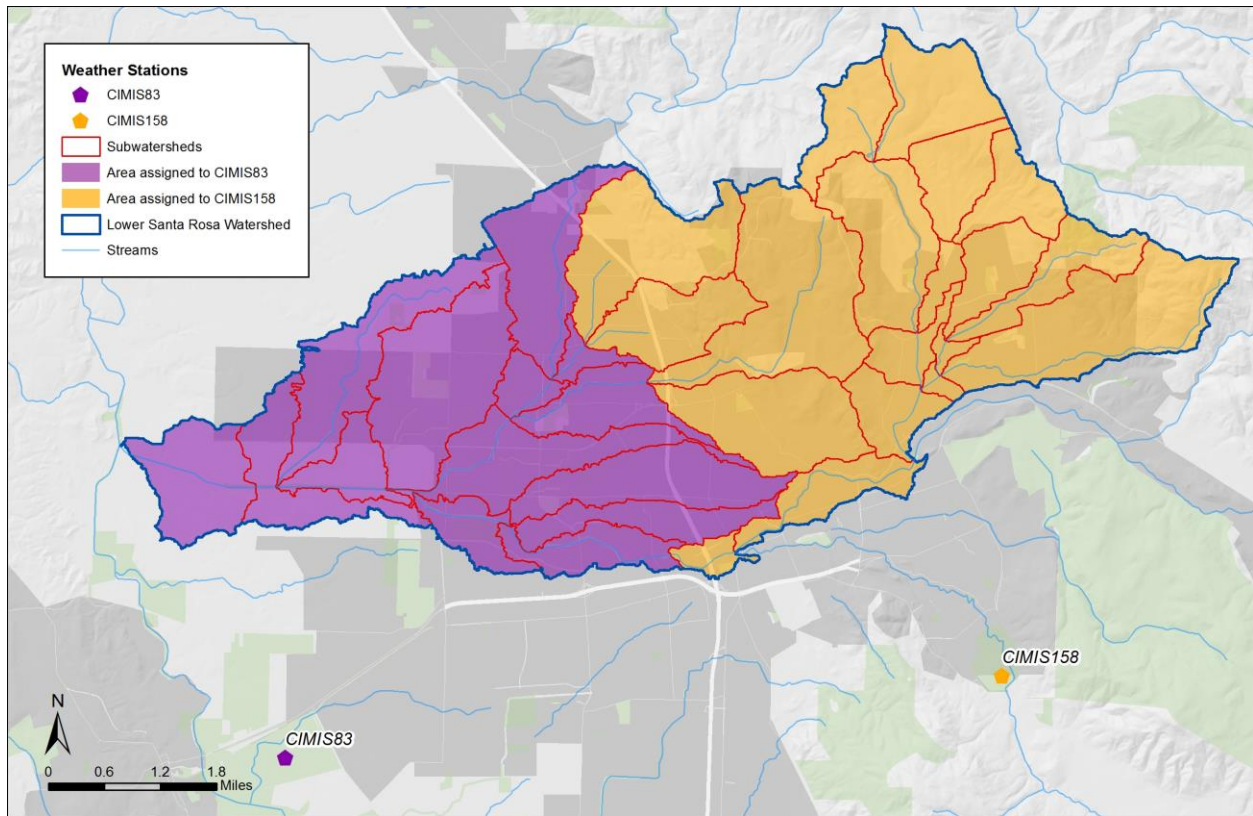 Weather Stations
CIMIS83
CIMIS158
Subwatersheds
Area assigned to CIMIS83
Area assigned to CIMIS158
Lower Santa Rosa Watershed
Streams
CIMIS158
CIMIS83
N
0 0.6 1.2 1.8
Miles